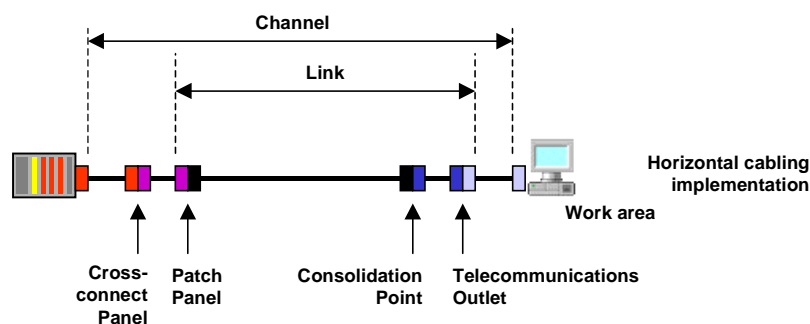 Channel
Link
Horizontal cabling
implementation
Work area
Cross-
connect
Panel
Patch
Panel
Consolidation
Point
Telecommunications
Outlet